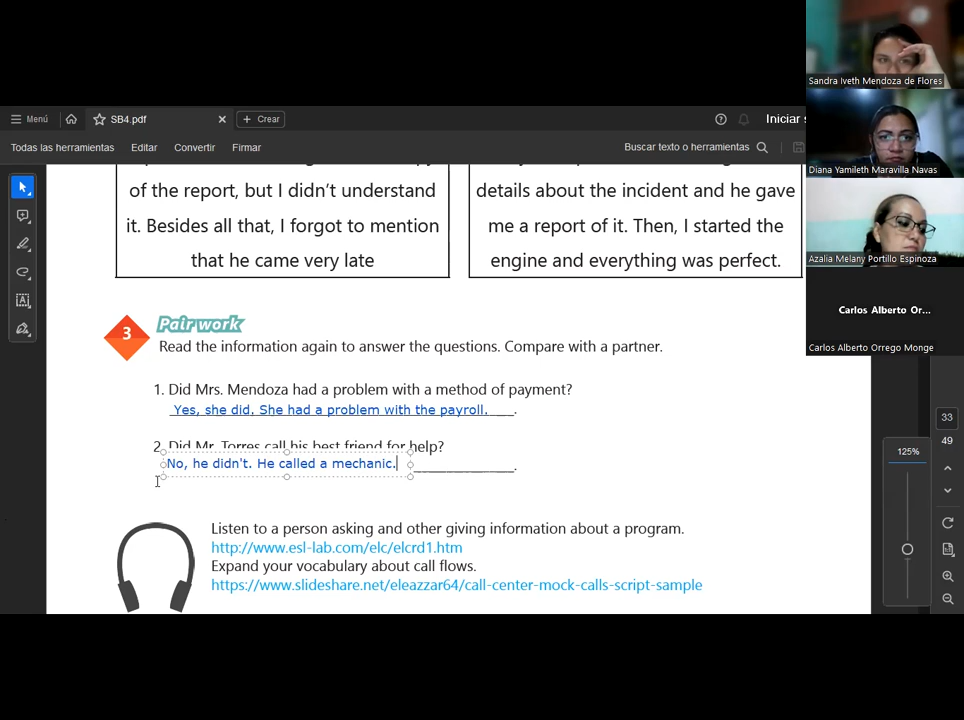 Sandra Iveth Mendoza de Flores
Menú
SB4.pdf
Crear
Iniciar s
Todas las herramientas
Editar
Convertir
Firmar
Buscar texto o herramientas
Diana Yamileth Maravilla Navas
of the report, but I didn't understand
it. Besides all that, I forgot to mention
that he came very late
details about the incident and he gave
me a report of it. Then, I started the
engine and everything was perfect.
Azalia Melany Portillo Espinoza
Carlos Alberto Or...
Carlos Alberto Orrego Monge
3
Pair work
Read the information again to answer the questions. Compare with a partner.
1. Did Mrs. Mendoza had a problem with a method of payment?
Yes, she did. She had a problem with the payroll. ___.
2. Did Mr. Torres call his best friend for help?
No, he didn't. He called a mechanic. ______________.
Listen to a person asking and other giving information about a program.
http://www.esl-lab.com/elc/elcrd1.htm
Expand your vocabulary about call flows.
https://www.slideshare.net/eleazzar64/call-center-mock-calls-script-sample
33
49
125%